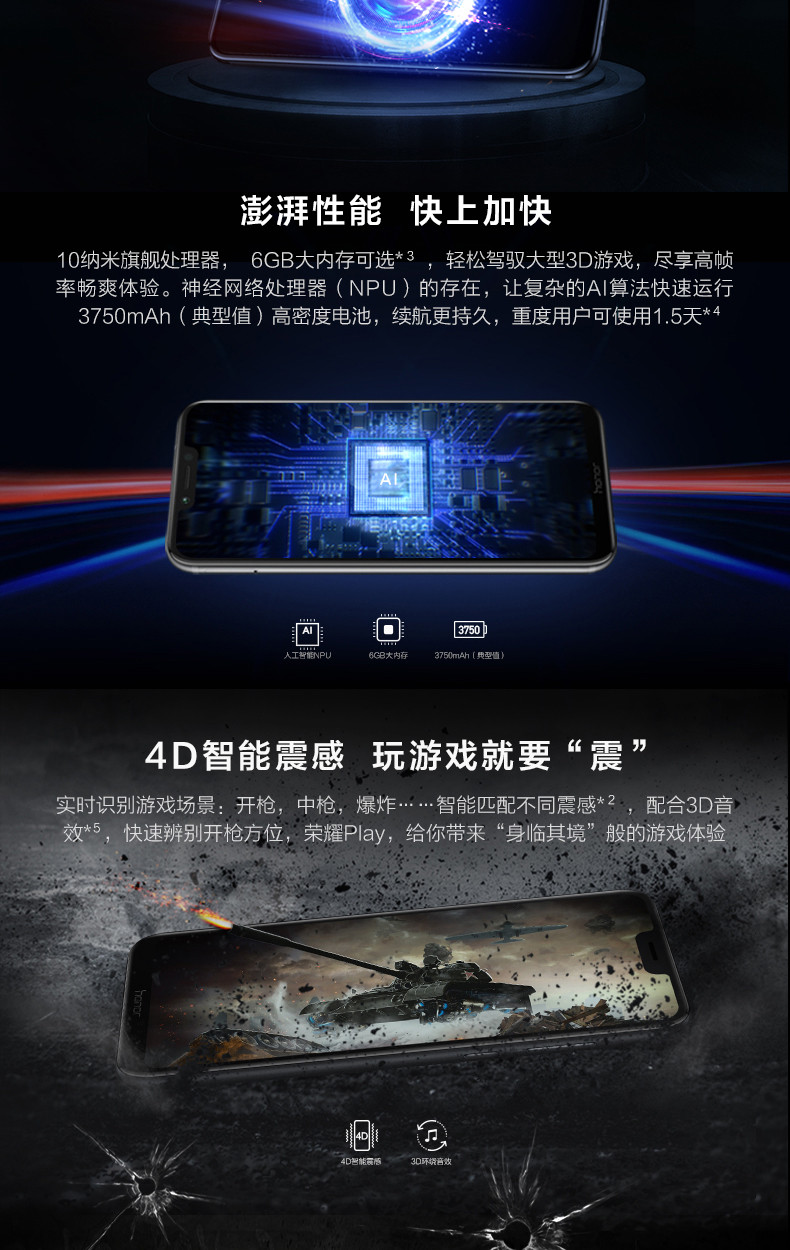 澎湃性能 快上加快
10纳米旗舰处理器， 6GB大内存可选*3 ，轻松驾驭大型3D游戏，尽享高帧
率畅爽体验。神经网络处理器（NPU）的存在，让复杂的AI算法快速运行
3750mAh（典型值）高密度电池，续航更持久，重度用户可使用1.5天*4
AI
honor
AI
3750
人工智能NPU
6GB大内存
3750mAh（典型值）
4D智能震感 玩游戏就要“震”
实时识别游戏场景：开枪，中枪，爆炸……智能匹配不同震感*2 ，配合3D音
效*5，快速辨别开枪方位，荣耀Play，给你带来“身临其境”般的游戏体验
honor
4D
4D智能震感
3D环绕音效